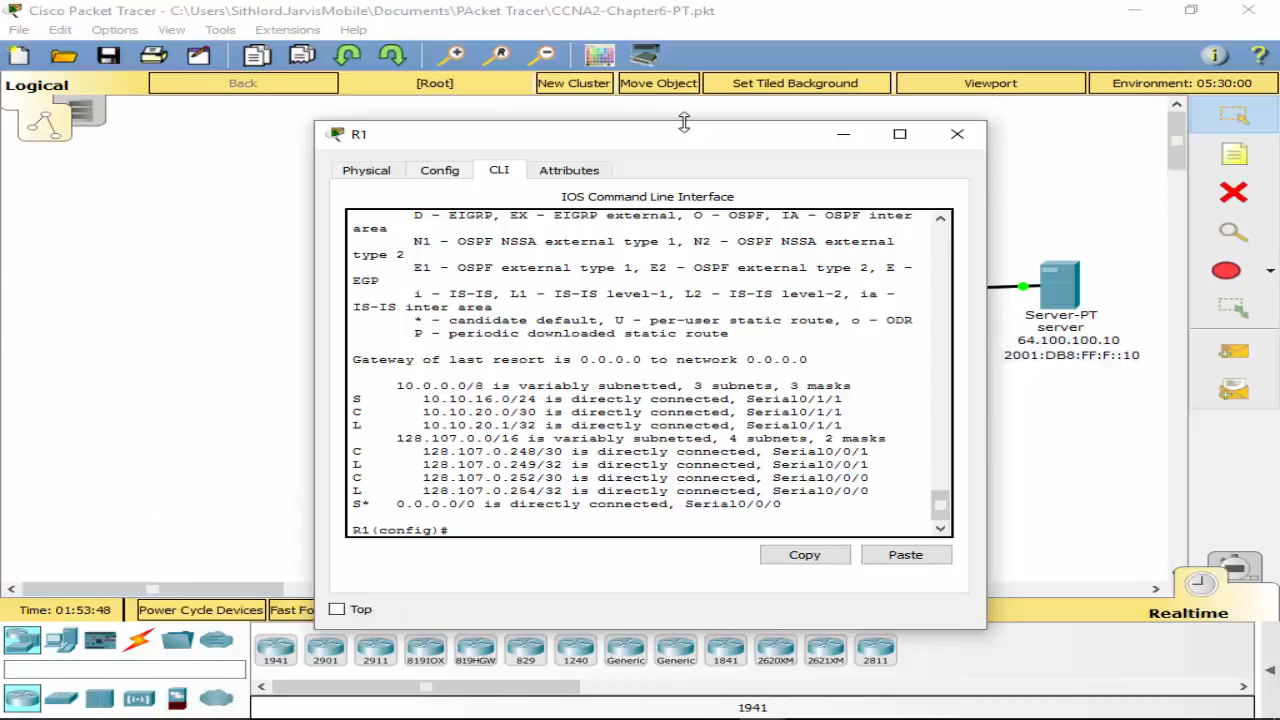 Cisco Packet Tracer - C:\Users\Sithlord.JarvisMobile\Documents\PAcket Tracer\CCNA2-Chapter6-PT.pkt
File Edit Options View Tools Extensions Help
Logical Back [Root] New Cluster Move Object Set Tiled Background Viewport Environment: 05:30:00
R1
Physical Config CLI Attributes
IOS Command Line Interface
D - EIGRP, EX - EIGRP external, O - OSPF, IA - OSPF inter
area
N1 - OSPF NSSA external type 1, N2 - OSPF NSSA external
type 2
E1 - OSPF external type 1, E2 - OSPF external type 2, E -
EGP
i - IS-IS, L1 - IS-IS level-1, L2 - IS-IS level-2, ia -
IS-IS inter area
* - candidate default, U - per-user static route, o - ODR
P - periodic downloaded static route
Gateway of last resort is 0.0.0.0 to network 0.0.0.0
10.0.0.0/8 is variably subnetted, 3 subnets, 3 masks
S 10.10.16.0/24 is directly connected, Serial0/1/1
C 10.10.20.0/30 is directly connected, Serial0/1/1
L 10.10.20.1/32 is directly connected, Serial0/1/1
128.107.0.0/16 is variably subnetted, 4 subnets, 2 masks
C 128.107.0.248/30 is directly connected, Serial0/0/1
L 128.107.0.249/32 is directly connected, Serial0/0/1
C 128.107.0.252/30 is directly connected, Serial0/0/0
L 128.107.0.254/32 is directly connected, Serial0/0/0
S* 0.0.0.0/0 is directly connected, Serial0/0/0
R1(config)#
Copy Paste
Top
Server-PT
server
64.100.100.10
2001:DB8:FF:F::10
Time: 01:53:48 Power Cycle Devices Fast Fo
Realtime
1941 2901 2911 819IOX 819HGW 829 1240 Generic Generic 1841 2620XM 2621XM 2811
1941